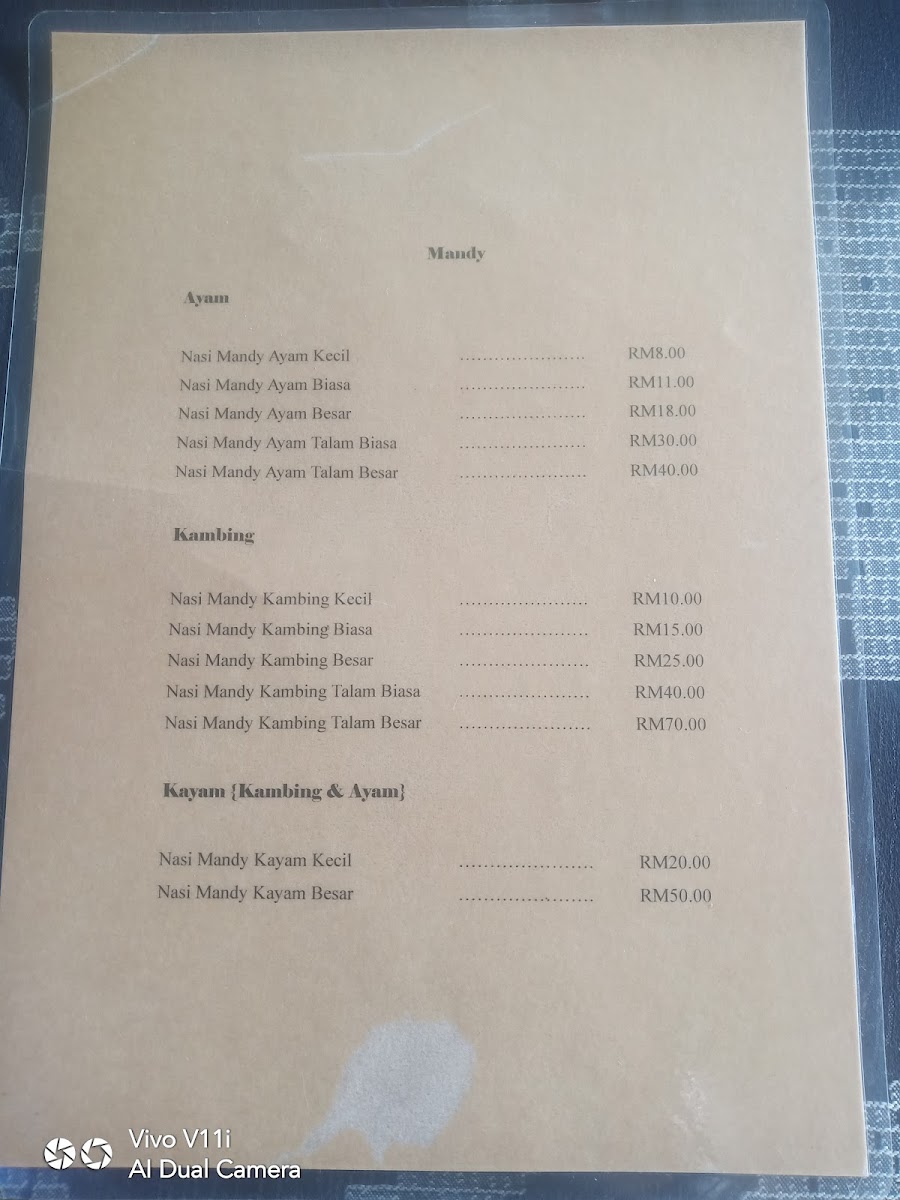 Mandy
Ayam
Nasi Mandy Ayam Kecil ...................... RM8.00
Nasi Mandy Ayam Biasa ...................... RM11.00
Nasi Mandy Ayam Besar ...................... RM18.00
Nasi Mandy Ayam Talam Biasa ...................... RM30.00
Nasi Mandy Ayam Talam Besar ...................... RM40.00
Kambing
Nasi Mandy Kambing Kecil ...................... RM10.00
Nasi Mandy Kambing Biasa ...................... RM15.00
Nasi Mandy Kambing Besar ...................... RM25.00
Nasi Mandy Kambing Talam Biasa ...................... RM40.00
Nasi Mandy Kambing Talam Besar ...................... RM70.00
Kayam {Kambing & Ayam}
Nasi Mandy Kayam Kecil ...................... RM20.00
Nasi Mandy Kayam Besar ...................... RM50.00
Vivo V11i
AI Dual Camera